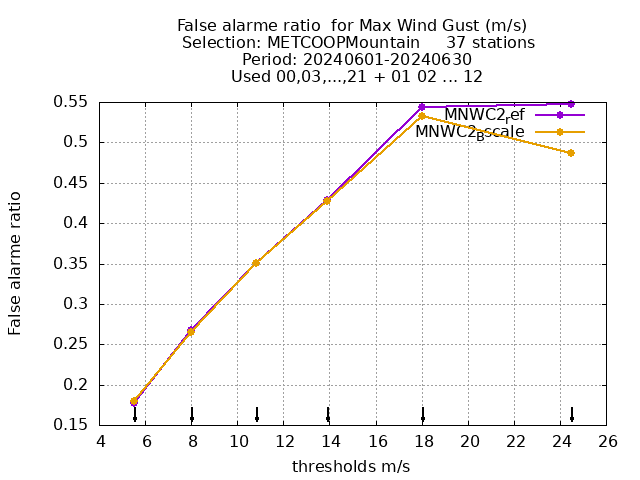 False alarme ratio  for Max Wind Gust (m/s)
Selection: METCOOPMountain     37 stations
Period: 20240601-20240630
Used 00,03,...,21 + 01 02 ... 12
MNWC2ref
MNWC2Bscale
False alarme ratio
0.55
0.5
0.45
0.4
0.35
0.3
0.25
0.2
0.15
4 6 8 10 12 14 16 18 20 22 24 26
thresholds m/s